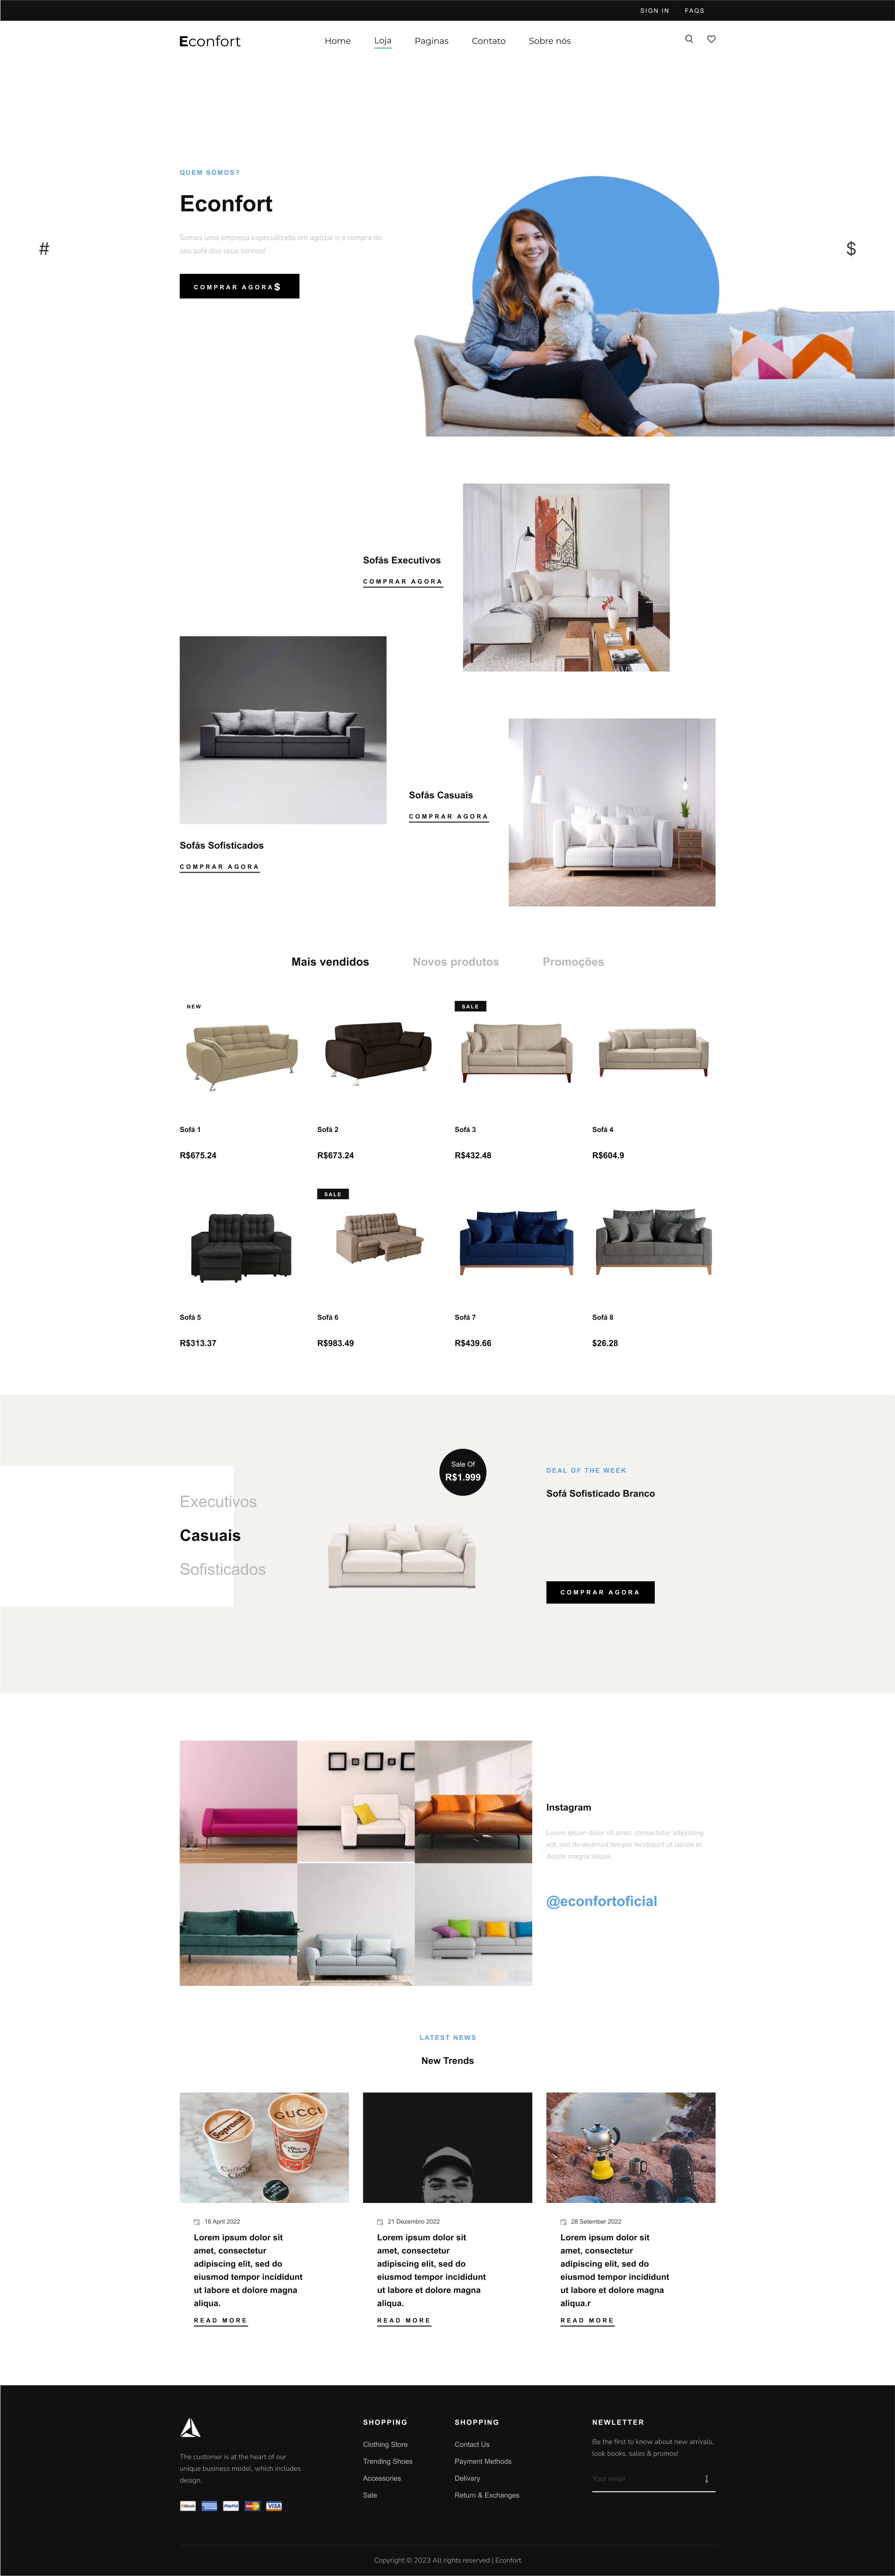 SIGN IN FAQS
Econfort
Home Loja Paginas Contato Sobre nós
QUEM SOMOS?
Econfort
Somos uma empresa especializada em agilizar o a compra do
seu sofá dos seus sonhos!
#
$
COMPRAR AGORA$
Sofás Executivos
COMPRAR AGORA
Sofás Casuais
COMPRAR AGORA
Sofás Sofisticados
COMPRAR AGORA
Mais vendidos Novos produtos Promoções
NEW
SALE
Sofá 1 Sofá 2 Sofá 3 Sofá 4
R$675.24 R$673.24 R$432.48 R$604.9
SALE
Sofá 5 Sofá 6 Sofá 7 Sofá 8
R$313.37 R$983.49 R$439.66 $26.28
Executivos
Casuais
Sofisticados
Sale Of
R$1.999
DEAL OF THE WEEK
Sofá Sofisticado Branco
COMPRAR AGORA
Instagram
Lorem ipsum dolor sit amet, consectetur adipiscing
elit, sed do eiusmod tempor incididunt ut labore et
dolore magna aliqua.
@econfortoficial
LATEST NEWS
New Trends
Supreme
GUCCI
16 April 2022
Lorem ipsum dolor sit
amet, consectetur
adipiscing elit, sed do
eiusmod tempor incididunt
ut labore et dolore magna
aliqua.
READ MORE
21 Dezembro 2022
Lorem ipsum dolor sit
amet, consectetur
adipiscing elit, sed do
eiusmod tempor incididunt
ut labore et dolore magna
aliqua.
READ MORE
28 Setember 2022
Lorem ipsum dolor sit
amet, consectetur
adipiscing elit, sed do
eiusmod tempor incididunt
ut labore et dolore magna
aliqua.r
READ MORE
The customer is at the heart of our
unique business model, which includes
design.
PayPal
VISA
SHOPPING
Clothing Store
Trending Shoes
Accessories
Sale
SHOPPING
Contact Us
Payment Methods
Delivary
Return & Exchanges
NEWLETTER
Be the first to know about new arrivals,
look books, sales & promos!
Your email
Copyright © 2023 All rights reserved | Econfort